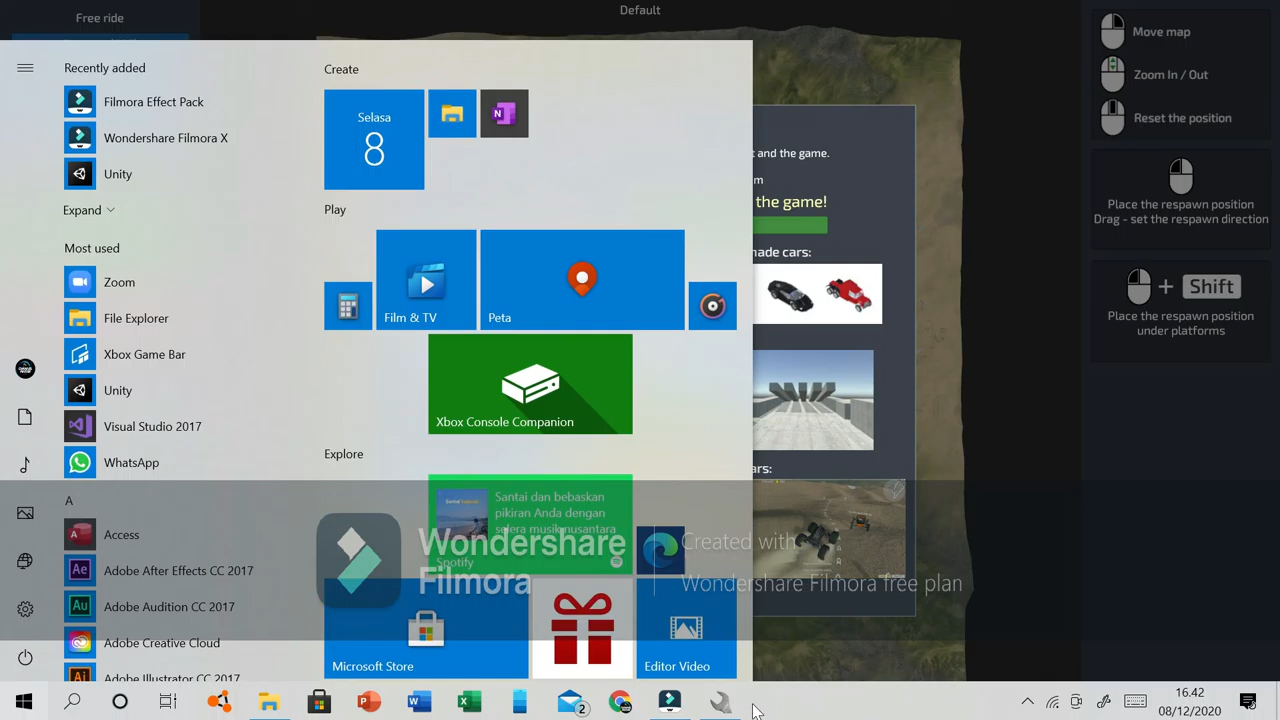 Free ride
Default
Recently added
Filmora Effect Pack
Wondershare Filmora X
Unity
Expand
Most used
Zoom
File Explorer
Xbox Game Bar
Unity
Visual Studio 2017
WhatsApp
A
Access
Adobe After Effects CC 2017
Adobe Audition CC 2017
Adobe Creative Cloud
Adobe Illustrator CC 2017
Create
Selasa
8
Play
Film & TV
Peta
Xbox Console Companion
Explore
Santai dan bebaskan
pikiran Anda dengan
selera musik nusantara
Spotify
Microsoft Store
Editor Video
t and the game.
m
the game!
ade cars:
ars:
Wondershare
Filmora
Created with
Wondershare Filmora free plan
Move map
Zoom In / Out
Reset the position
Place the respawn position
Drag - set the respawn direction
+ Shift
Place the respawn position
under platforms
2
16.42
08/12/2020